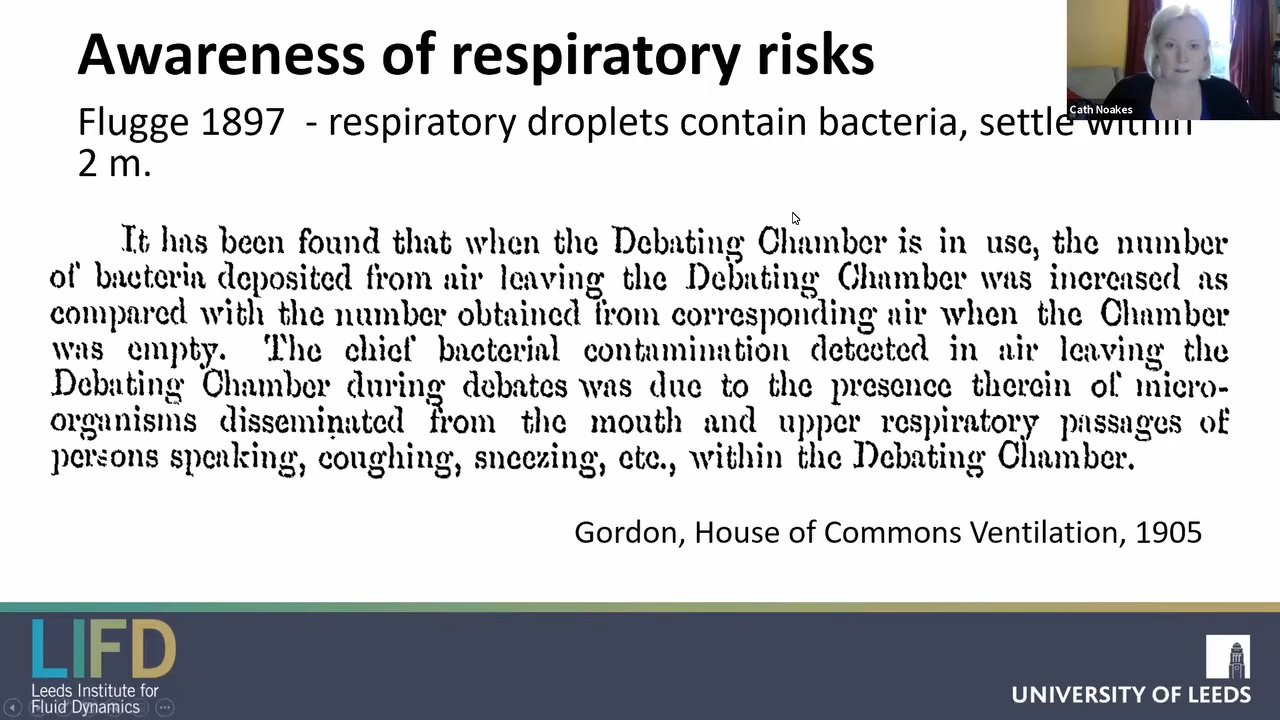 Awareness of respiratory risks
Cath Noakes
Flugge 1897 - respiratory droplets contain bacteria, settle within
2 m.
It has been found that when the Debating Chamber is in use, the number
of bacteria deposited from air leaving the Debating Chamber was increased as
compared with the number obtained from corresponding air when the Chamber
was empty. The chief bacterial contamination detected in air leaving the
Debating Chamber during debates was due to the presence therein of micro-
organisms disseminated from the mouth and upper respiratory passages of
persons speaking, coughing, sneezing, etc., within the Debating Chamber.
Gordon, House of Commons Ventilation, 1905
LIFD
Leeds Institute for
Fluid Dynamics
UNIVERSITY OF LEEDS